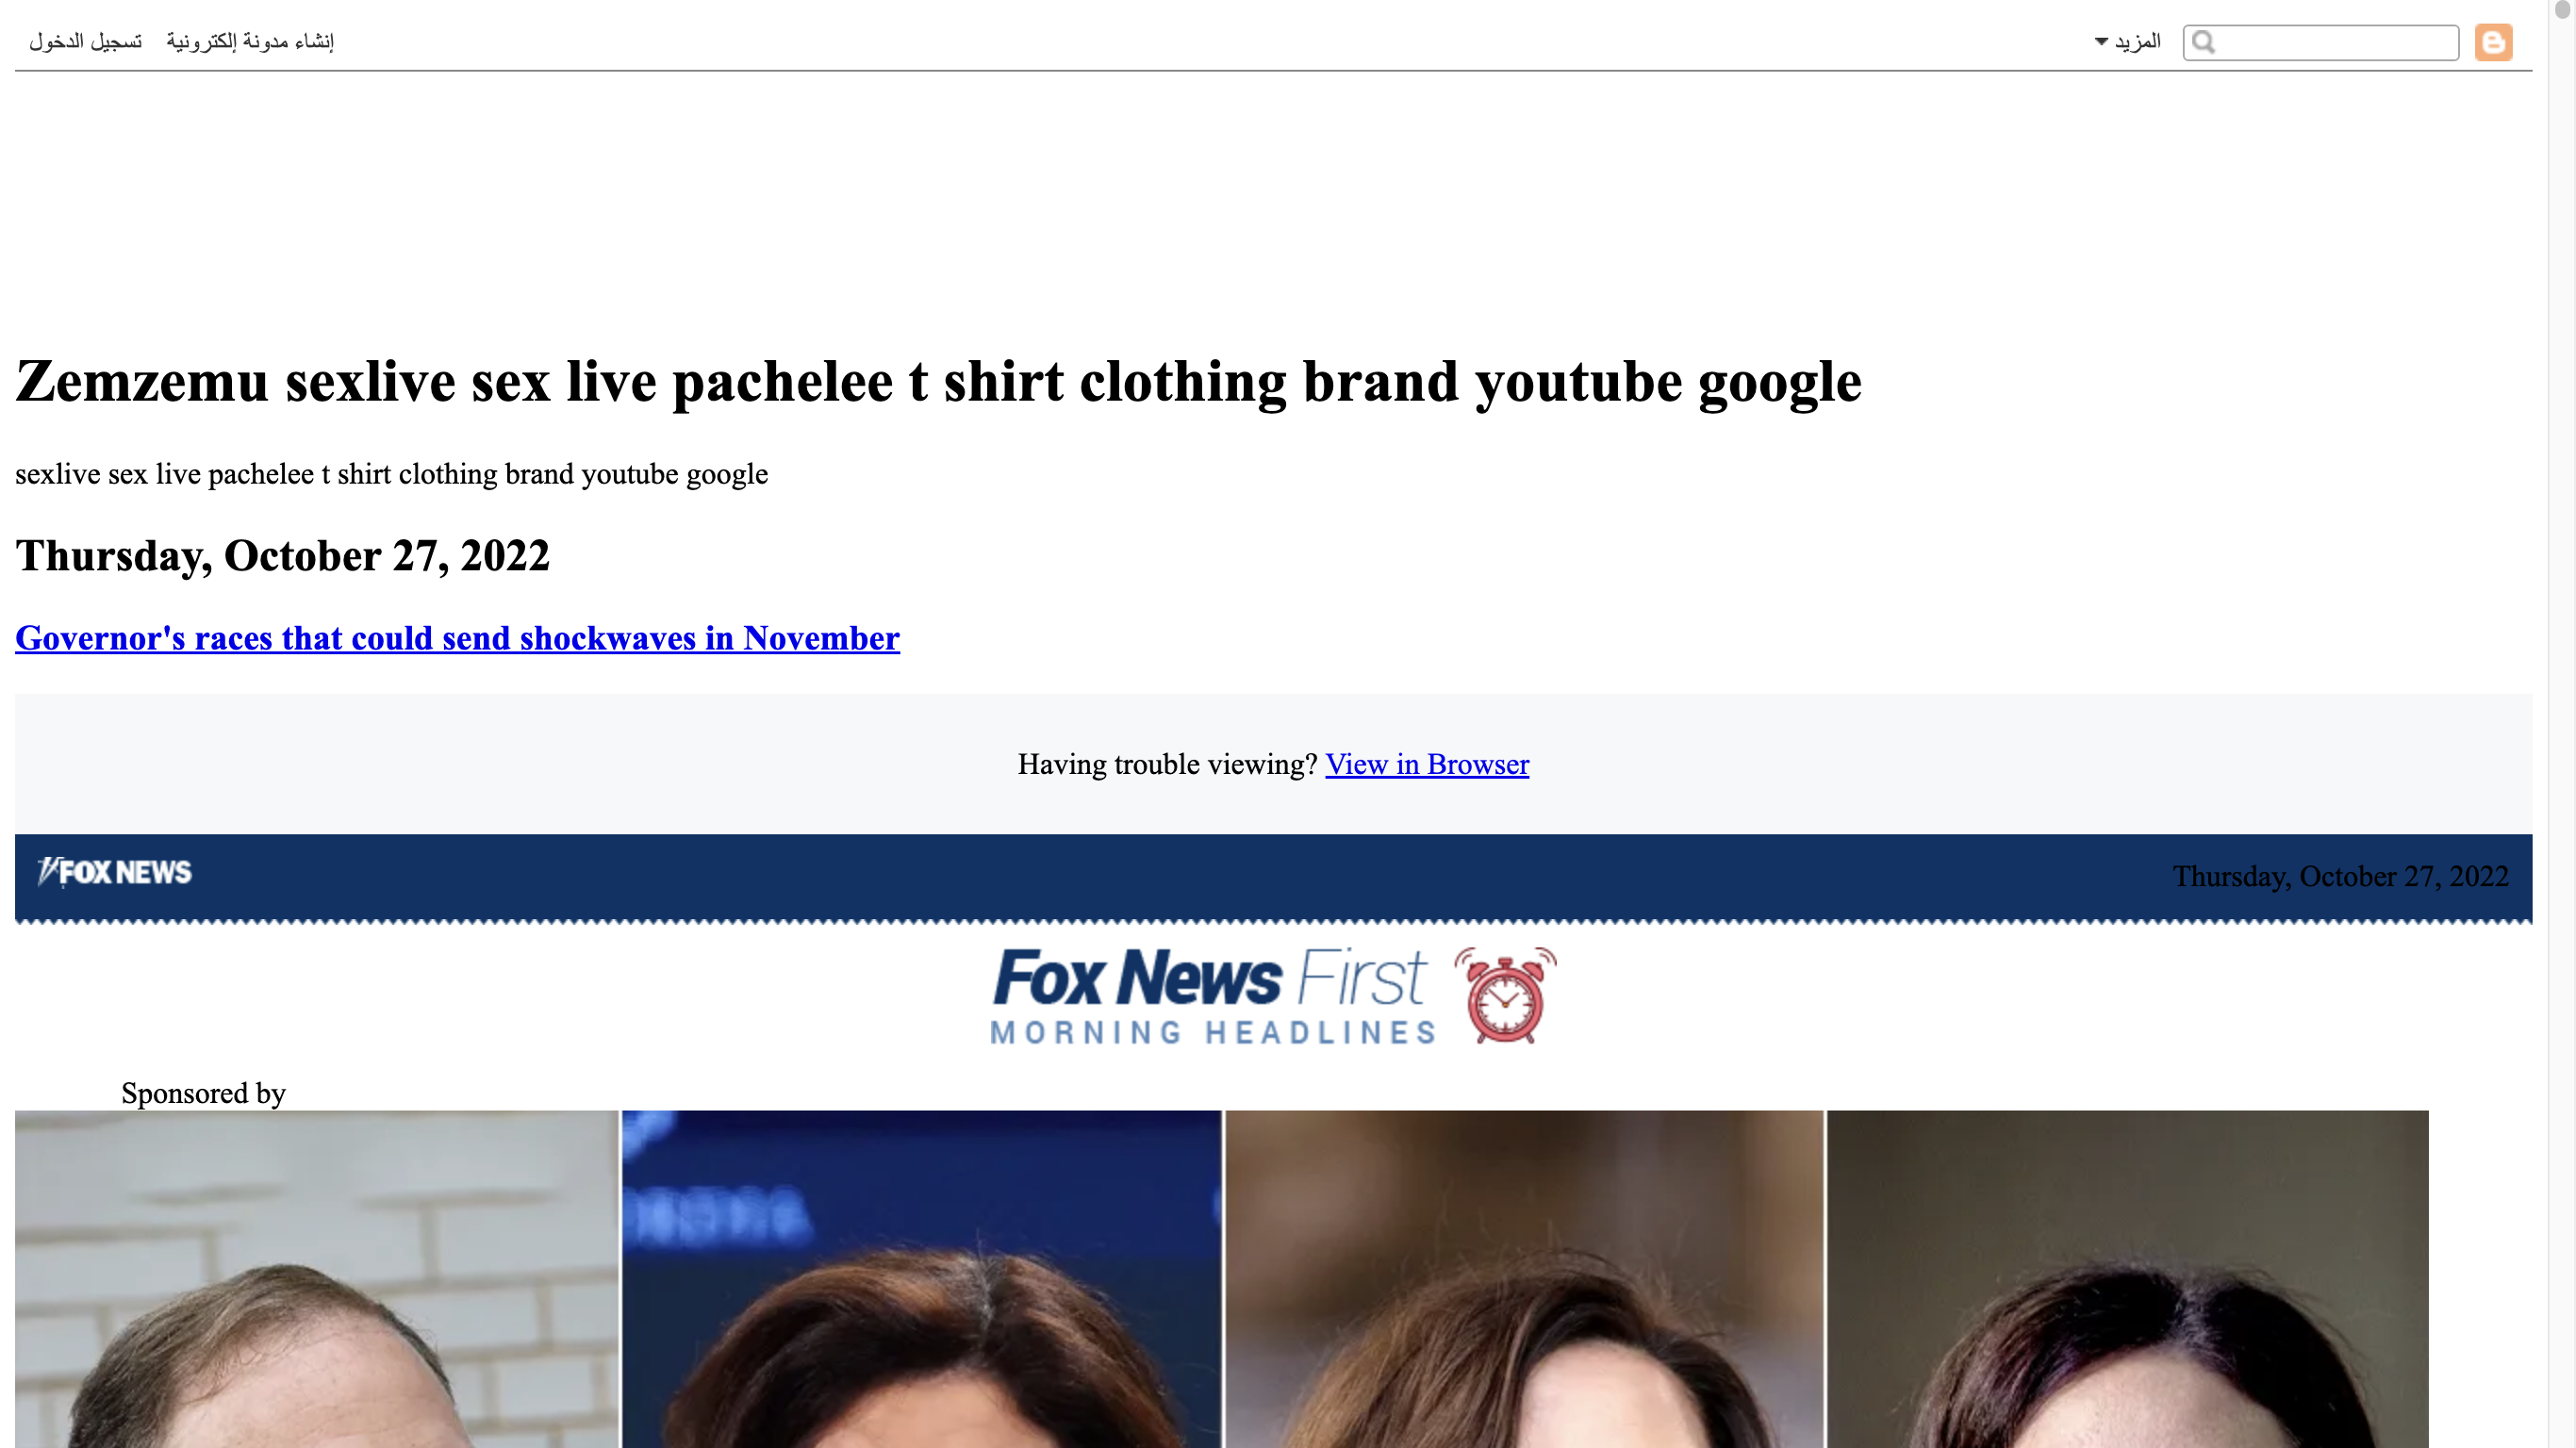 تسجيل الدخول إنشاء مدونة إلكترونية المزيد
Zemzemu sexlive sex live pachelee t shirt clothing brand youtube google
sexlive sex live pachelee t shirt clothing brand youtube google
Thursday, October 27, 2022
Governor's races that could send shockwaves in November
Having trouble viewing? View in Browser
FOX NEWS
Thursday, October 27, 2022
Fox News First
MORNING HEADLINES
Sponsored by